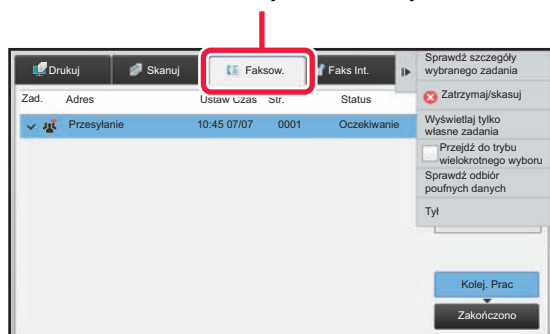 Drukuj
Skanuj
Faksow.
Faks Int.
Zad.
Adres
Ustaw Czas
Str.
Status
Przesyłanie
10:45 07/07
0001
Oczekiwanie
Sprawdź szczegóły
wybranego zadania
Zatrzymaj/skasuj
Wyświetlaj tylko
własne zadania
Przejdź do trybu
wielokrotnego wyboru
Sprawdź odbiór
poufnych danych
Tył
Kolej. Prac
Zakończono